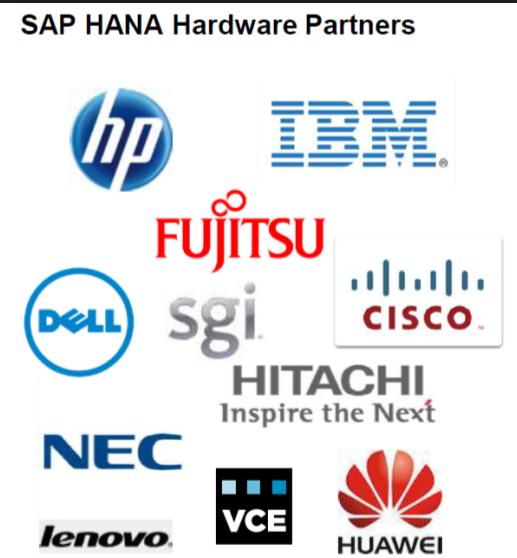 SAP HANA Hardware Partners
hp
IBM®
FUJITSU
DELL
sgi
CISCO
HITACHI
Inspire the Next
NEC
VCE
lenovo
HUAWEI